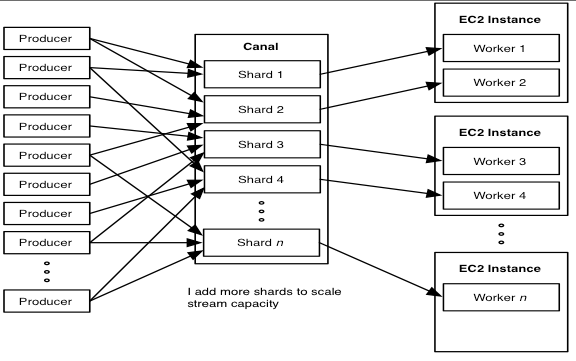 Producer
Producer
Producer
Producer
Producer
Producer
Producer
Producer
Producer
Canal
Shard 1
Shard 2
Shard 3
Shard 4
Shard n
I add more shards to scale
stream capacity
EC2 Instance
Worker 1
Worker 2
EC2 Instance
Worker 3
Worker 4
EC2 Instance
Worker n